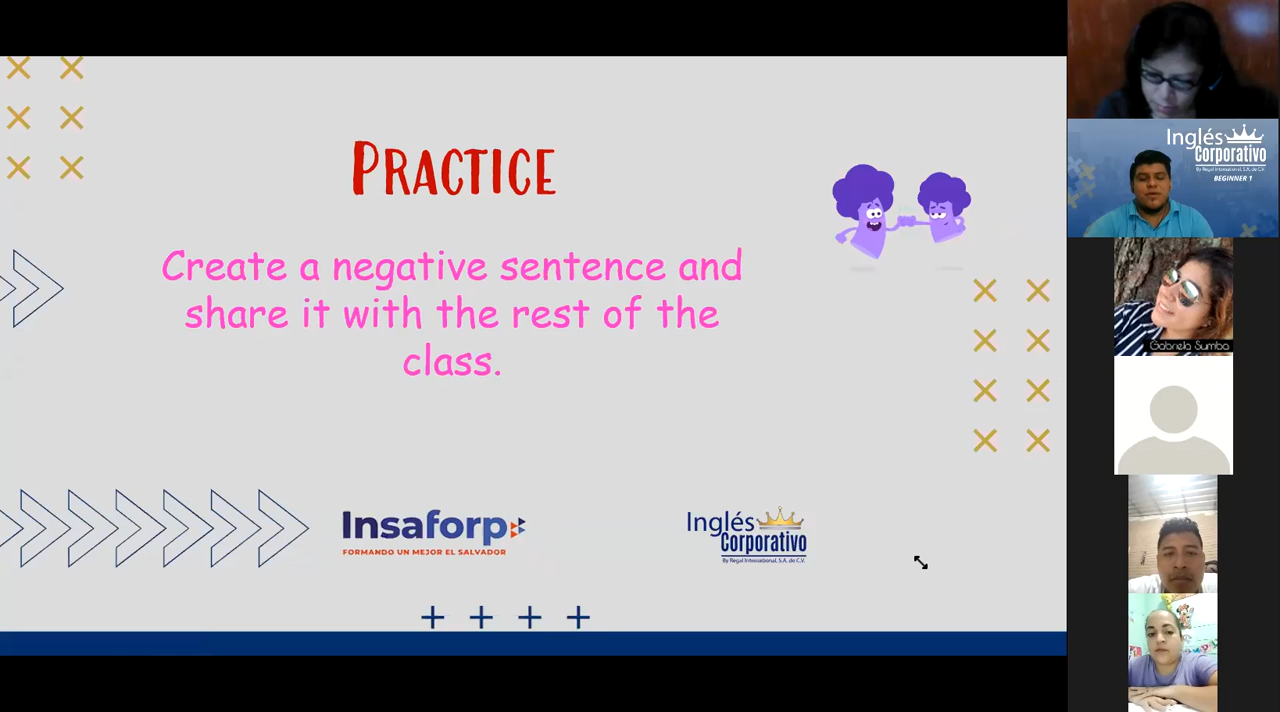 PRACTICE
Create a negative sentence and
share it with the rest of the
class.
Insaforp
FORMANDO UN MEJOR EL SALVADOR
Inglés
Corporativo
By Regal International, S.A. de C.V.
Inglés
Corporativo
By Regal International, S.A. de C.V.
BEGINNER 1
Gabriela Sumba